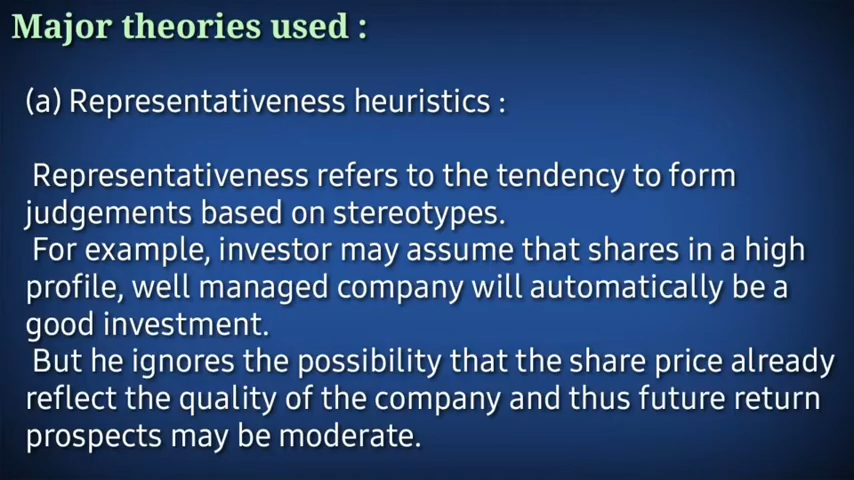 Major theories used :
(a) Representativeness heuristics :
Representativeness refers to the tendency to form
judgements based on stereotypes.
For example, investor may assume that shares in a high
profile, well managed company will automatically be a
good investment.
But he ignores the possibility that the share price already
reflect the quality of the company and thus future return
prospects may be moderate.